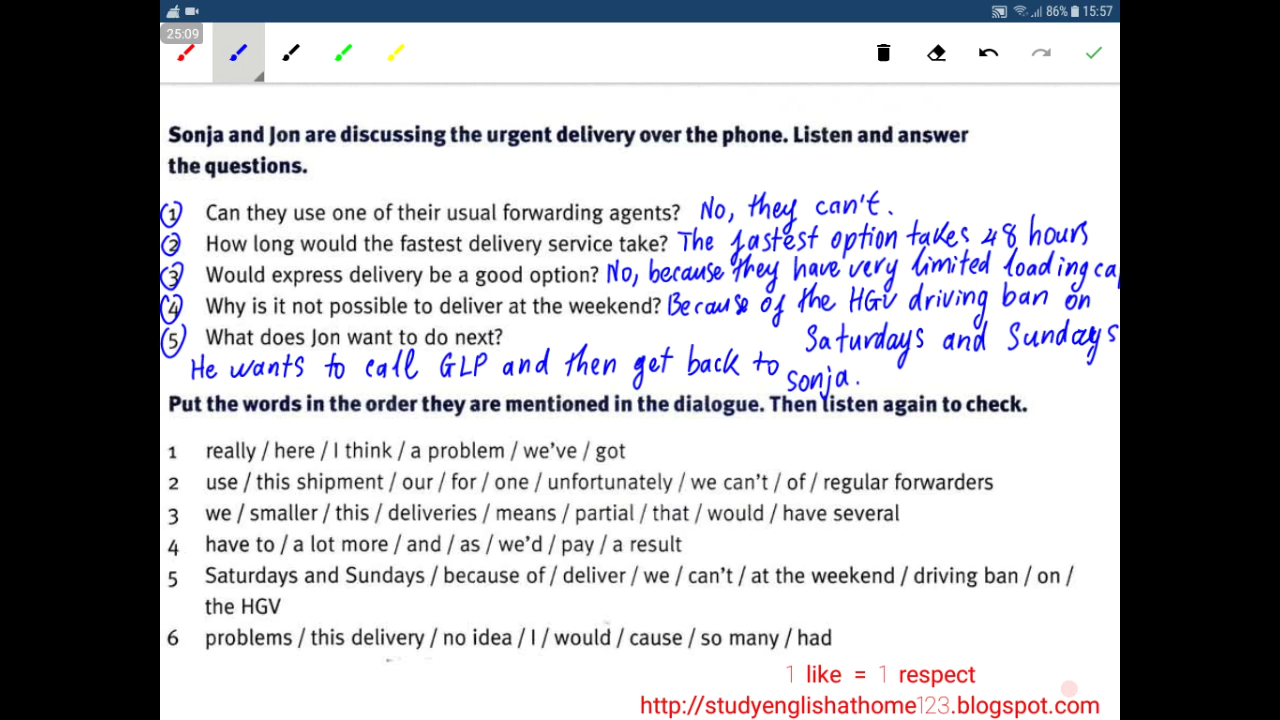 86% 15:57
25:09
Sonja and Jon are discussing the urgent delivery over the phone. Listen and answer
the questions.
1 Can they use one of their usual forwarding agents? No, they can't.
2 How long would the fastest delivery service take? The fastest option takes 48 hours
3 Would express delivery be a good option? No, because they have very limited loading ca
4 Why is it not possible to deliver at the weekend? Because of the HGV driving ban on
Saturdays and Sundays
5 What does Jon want to do next?
He wants to call GLP and then get back to
Sonja.
Put the words in the order they are mentioned in the dialogue. Then listen again to check.
1 really / here / I think / a problem / we've / got
2 use / this shipment / our / for / one / unfortunately / we can't / of / regular forwarders
3 we / smaller / this / deliveries / means / partial / that / would / have several
4 have to / a lot more / and / as / we'd / pay / a result
5 Saturdays and Sundays / because of / deliver / we / can't / at the weekend / driving ban / on /
the HGV
6 problems / this delivery / no idea / I / would / cause / so many / had
1 like = 1 respect
http://studyenglishathome123.blogspot.com